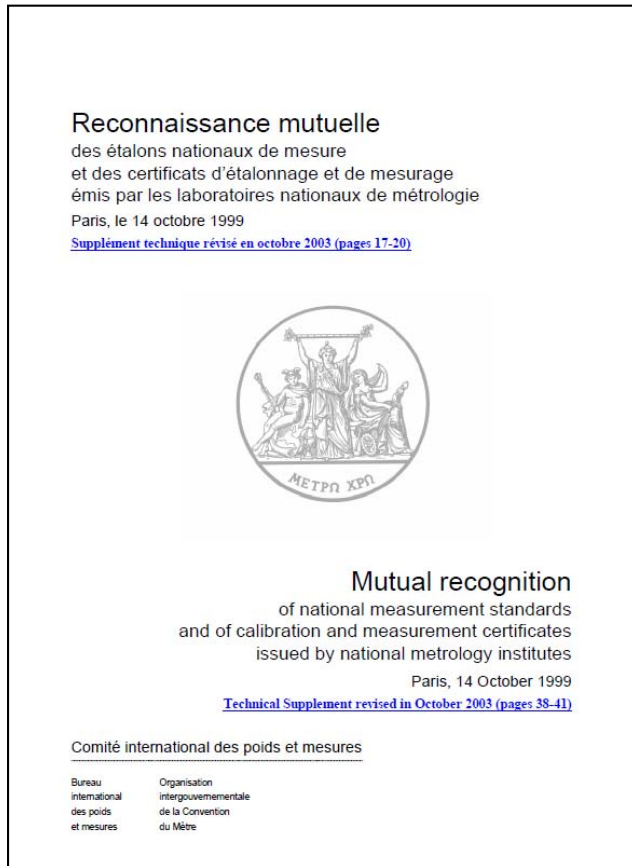 Reconnaissance mutuelle
des étalons nationaux de mesure
et des certificats d'étalonnage et de mesurage
émis par les laboratoires nationaux de métrologie
Paris, le 14 octobre 1999
Supplément technique révisé en octobre 2003 (pages 17-20)
ΜΕΤΡΩ ΧΡΩ
Mutual recognition
of national measurement standards
and of calibration and measurement certificates
issued by national metrology institutes
Paris, 14 October 1999
Technical Supplement revised in October 2003 (pages 38-41)
Comité international des poids et mesures
Bureau
international
des poids
et mesures
Organisation
intergouvernementale
de la Convention
du Mètre